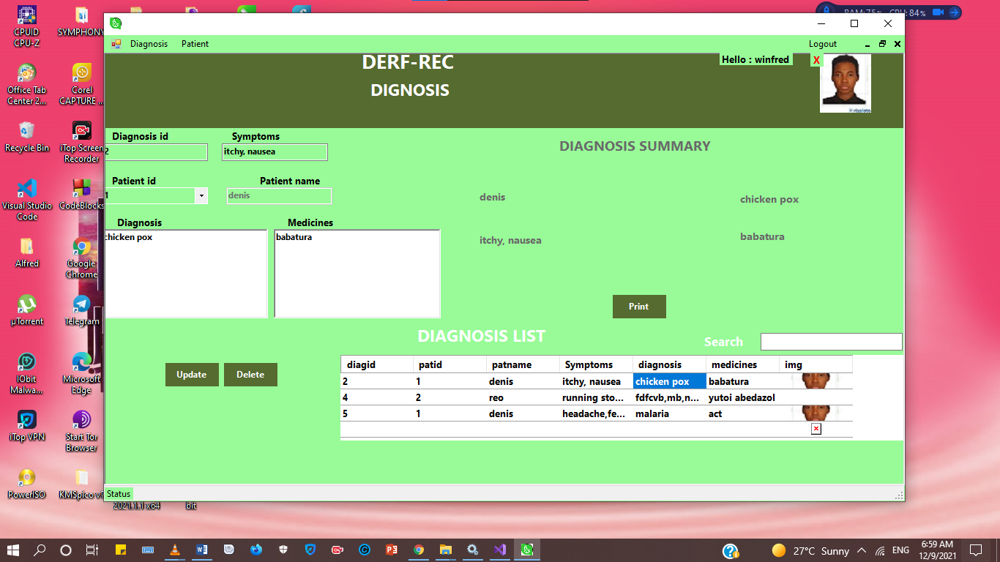 RAM: 75% CPU: 84%
CPUID
CPU-Z
SYMPHONY
Office Tab
Center 2...
Corel
CAPTURE ...
Recycle Bin
iTop Screen
Recorder
Visual Studio
Code
CodeBlocks
Alfred
Google
Chrome
µTorrent
Telegram
IObit
Malwa...
Microsoft
Edge
iTop VPN
Start Tor
Browser
PowerISO
KMSpico
2021.1.1 x64
bit
Diagnosis Patient Logout
DERF-REC
DIGNOSIS
Hello : winfred
X
Diagnosis id Symptoms
2 itchy, nausea
Patient id Patient name
1 denis
Diagnosis Medicines
chicken pox babatura
DIAGNOSIS SUMMARY
denis chicken pox
itchy, nausea babatura
Print
DIAGNOSIS LIST
Search
Update Delete
diagid patid patname Symptoms diagnosis medicines img
2 1 denis itchy, nausea chicken pox babatura
4 2 reo running sto... fdfcvb,mb,n... yutoi abedazol
5 1 denis headache,fe... malaria act
Status
27°C Sunny ENG
6:59 AM
12/9/2021